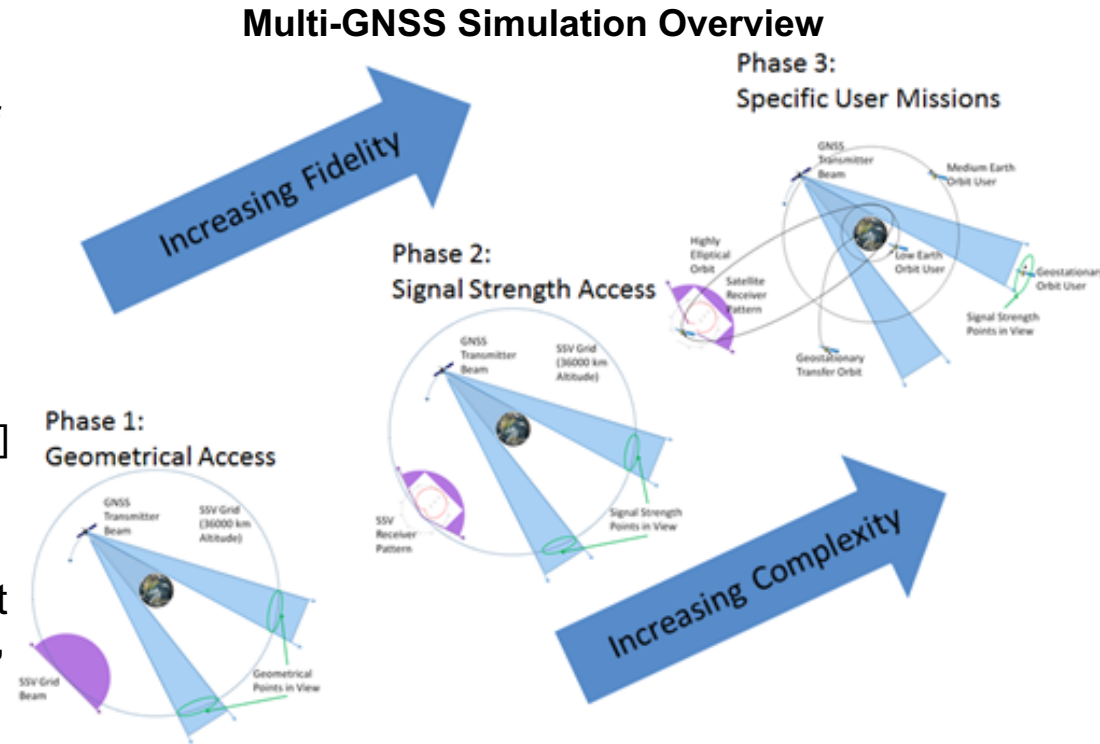 Multi-GNSS Simulation Overview
Phase 3:
Specific User Missions
GNSS
Transmitter
Beam
Medium Earth
Orbit User
Highly
Elliptical
Orbit
Low Earth
Orbit User
Satellite
Receiver
Pattern
Geostationary
Orbit User
Signal Strength
Points in View
Geostationary
Transfer Orbit
Increasing Fidelity
Phase 2:
Signal Strength Access
GNSS
Transmitter
Beam
SSV Grid
(36000 km
Altitude)
SSV
Receiver
Pattern
Signal Strength
Points in View
Phase 1:
Geometrical Access
GNSS
Transmitter
Beam
SSV Grid
(36000 km
Altitude)
SSV Grid
Beam
Geometrical
Points in View
Increasing Complexity
]
t
,